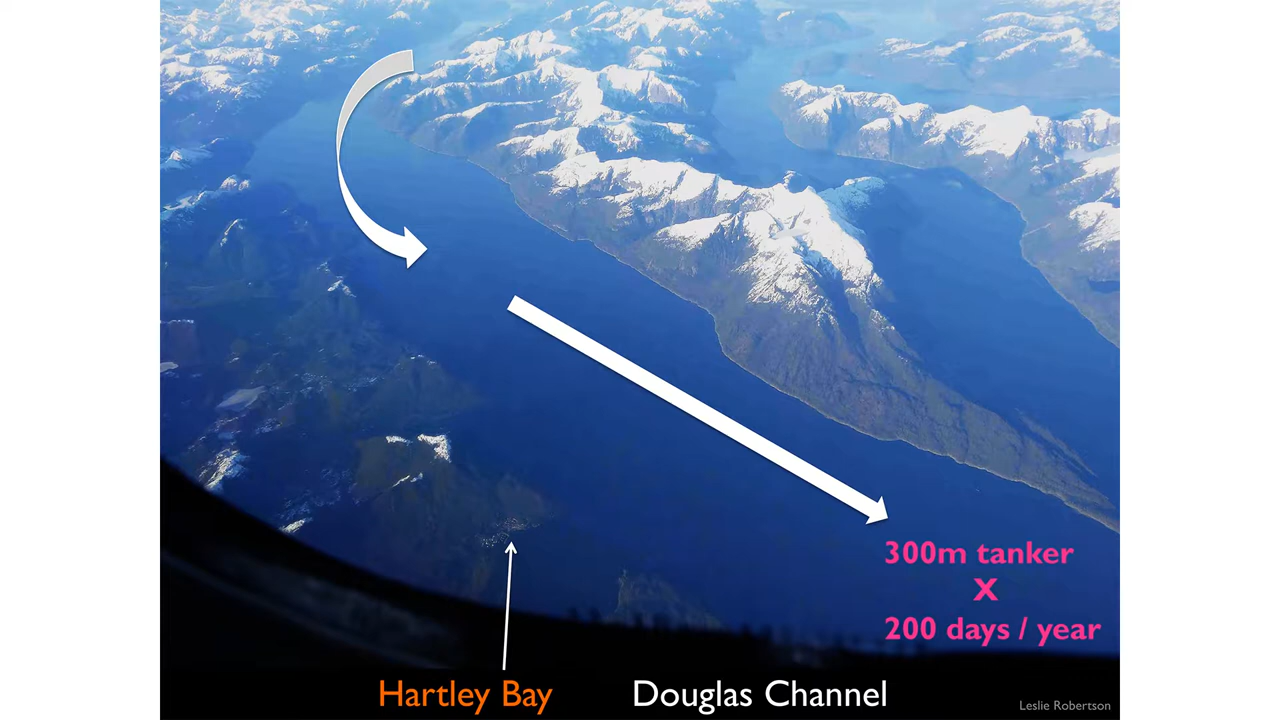 300m tanker
X
200 days / year
Hartley Bay
Douglas Channel
Leslie Robertson